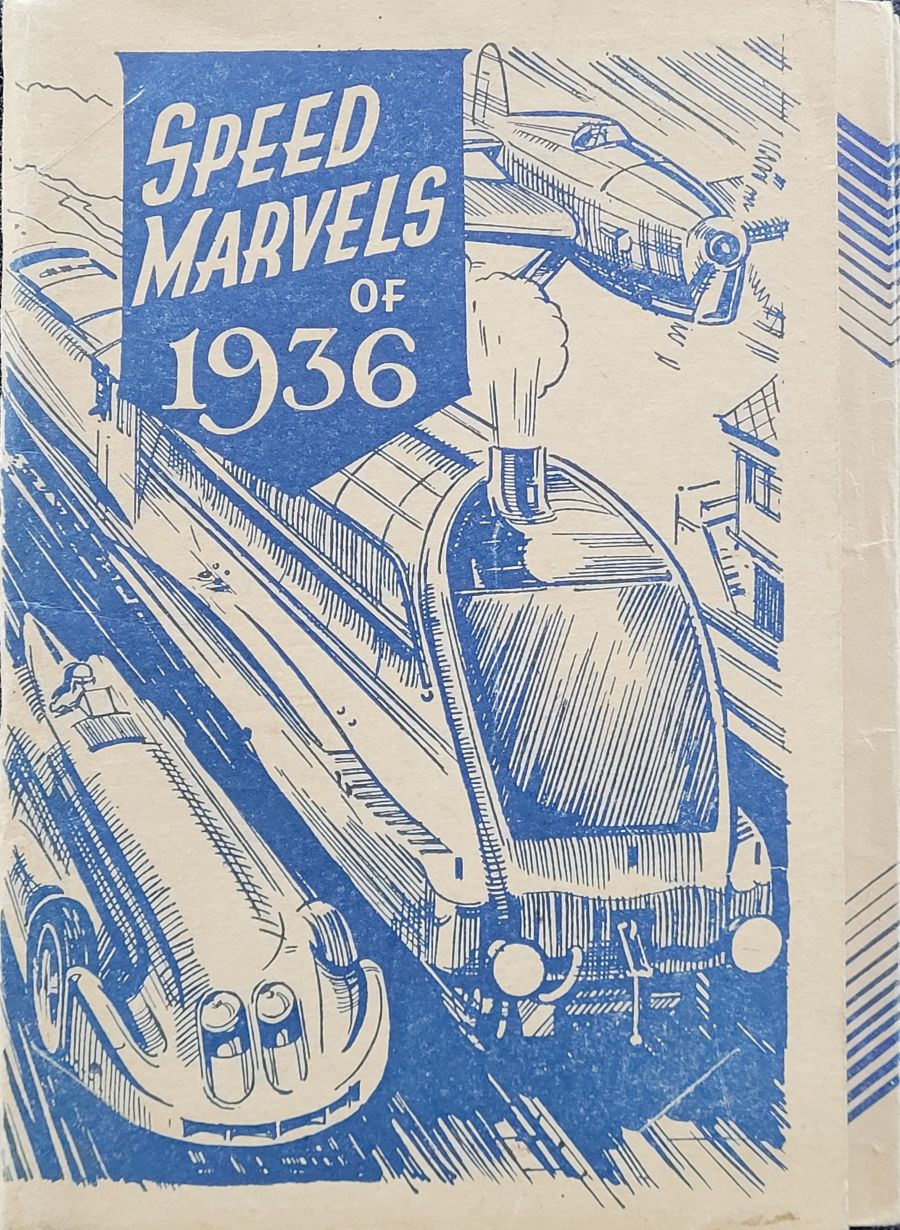 SPEED
MARVELS
OF
1936